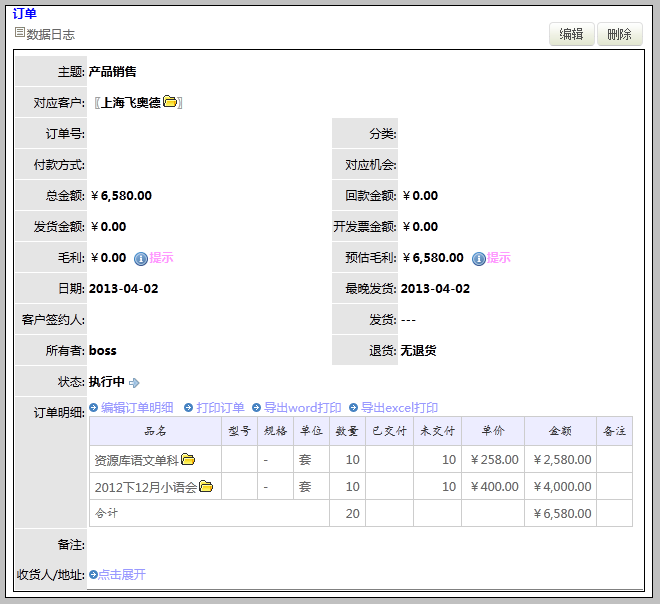 订单
数据日志 编辑 删除
主题: 产品销售
对应客户: 〖上海飞奥德〗
订单号: 分类:
付款方式: 对应机会:
总金额: ￥6,580.00 回款金额: ￥0.00
发货金额: ￥0.00 开发票金额: ￥0.00
毛利: ￥0.00 提示 预估毛利: ￥6,580.00 提示
日期: 2013-04-02 最晚发货: 2013-04-02
客户签约人: 发货: ---
所有者: boss 退货: 无退货
状态: 执行中
订单明细: 编辑订单明细 打印订单 导出word打印 导出excel打印
品名 型号 规格 单位 数量 已交付 未交付 单价 金额 备注
资源库语文单科 - 套 10 10 ￥258.00 ￥2,580.00
2012下12月小语会 - 套 10 10 ￥400.00 ￥4,000.00
合计 20 ￥6,580.00
备注:
收货人/地址: 点击展开